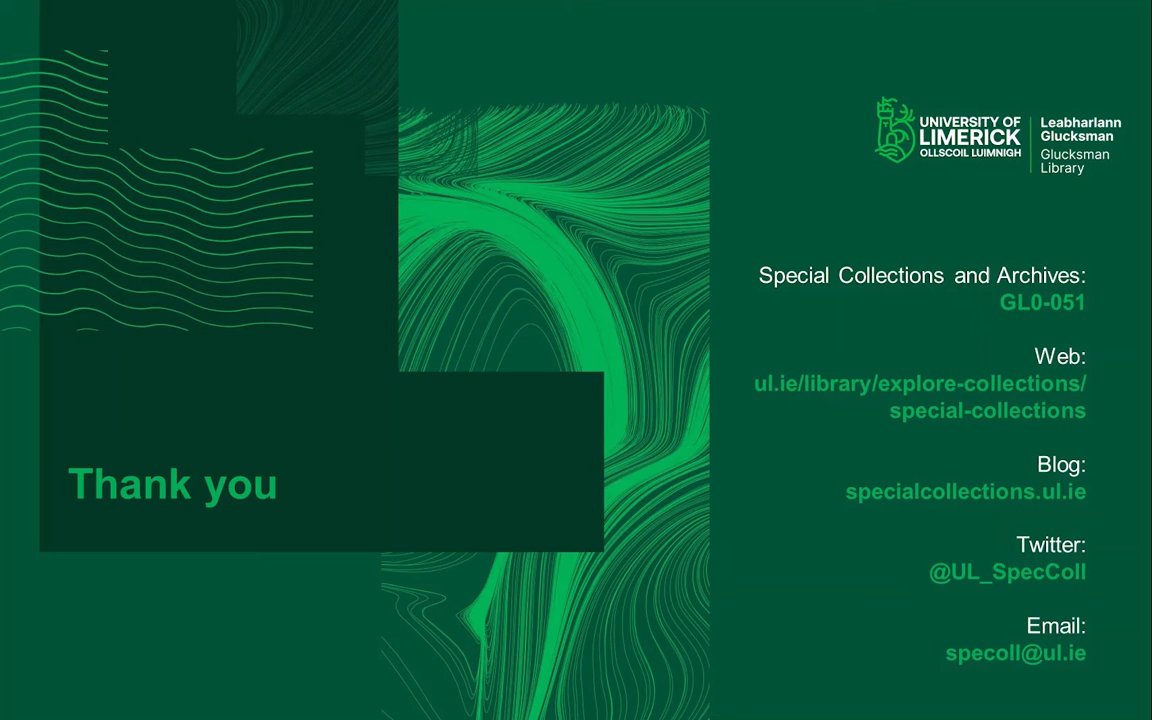 UNIVERSITY OF
LIMERICK
OLLSCOIL LUIMNIGH
Leabharlann
Glucksman
Glucksman
Library
Special Collections and Archives:
GL0-051
Web:
ul.ie/library/explore-collections/
special-collections
Blog:
specialcollections.ul.ie
Twitter:
@UL_SpecColl
Email:
specoll@ul.ie
Thank you